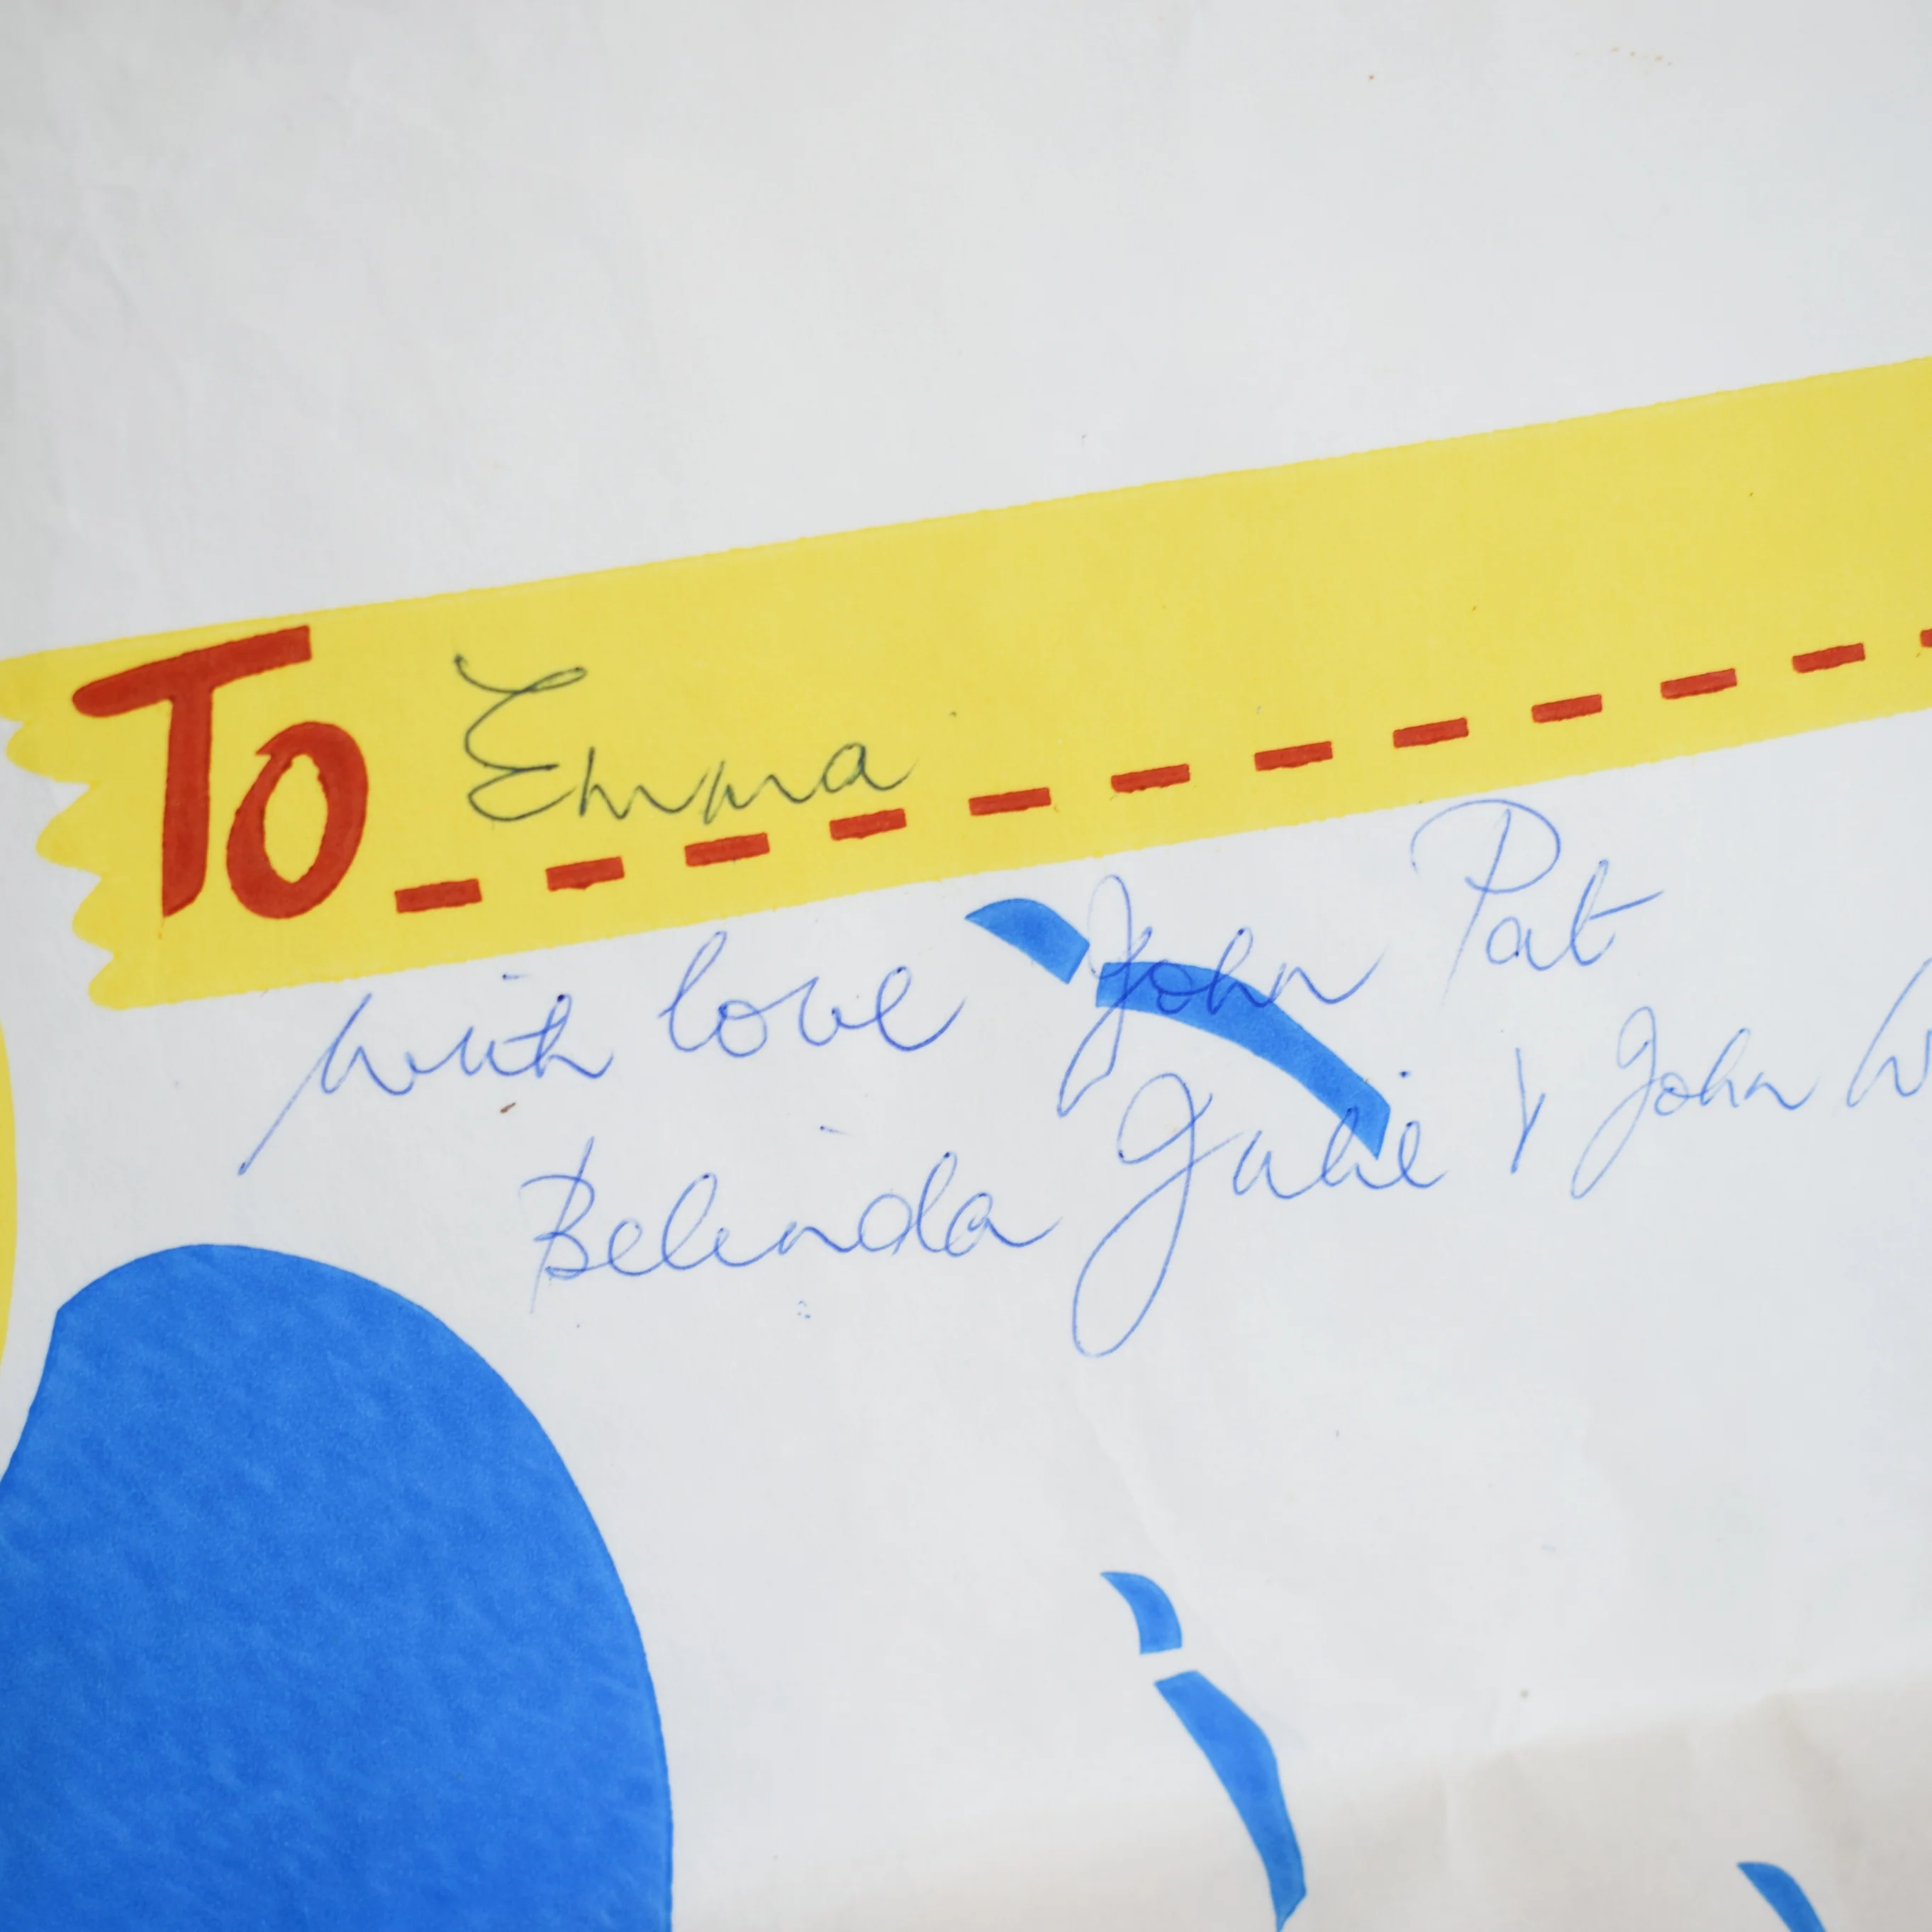 To Emma
with love John Pat
Belinda Julie & John W